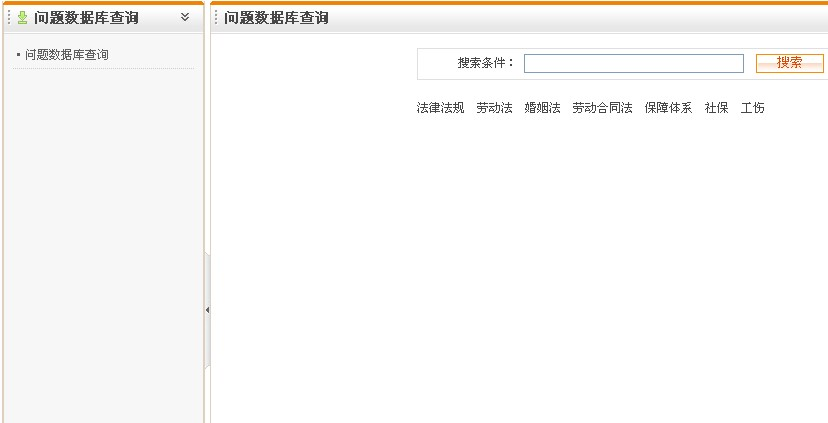 问题数据库查询
问题数据库查询
问题数据库查询
搜索条件：
搜索
法律法规 劳动法 婚姻法 劳动合同法 保障体系 社保 工伤